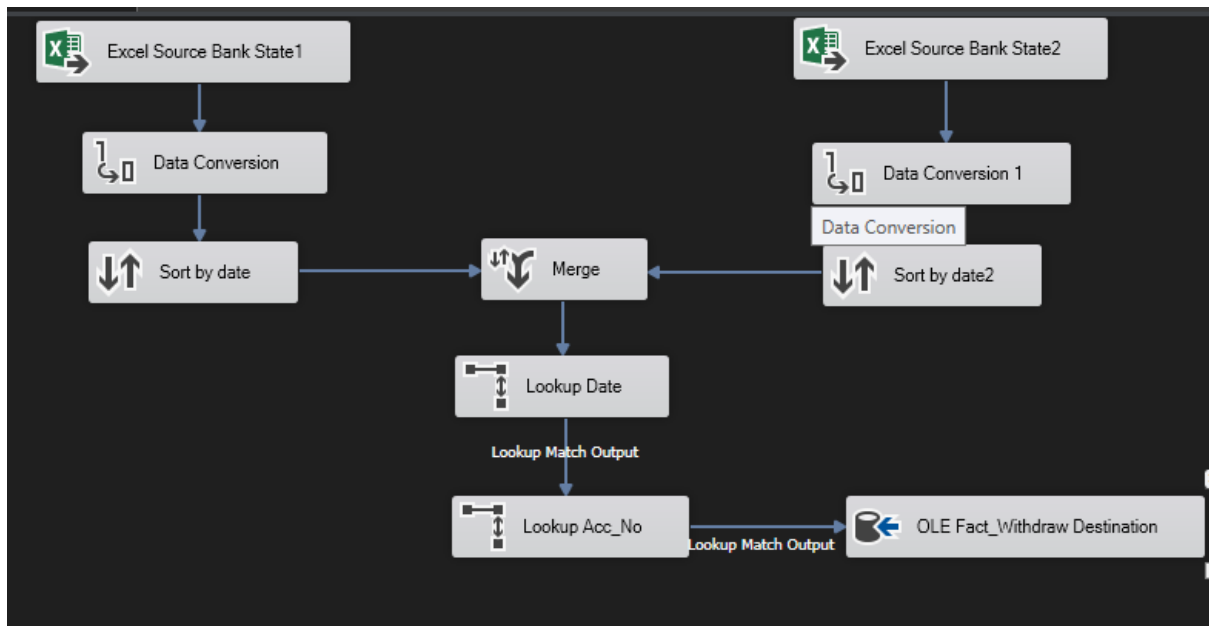 Excel Source Bank State1
Excel Source Bank State2
Data Conversion
Data Conversion 1
Data Conversion
Sort by date
Merge
Sort by date2
Lookup Date
Lookup Match Output
Lookup Acc_No
OLE Fact_Withdraw Destination
Lookup Match Output